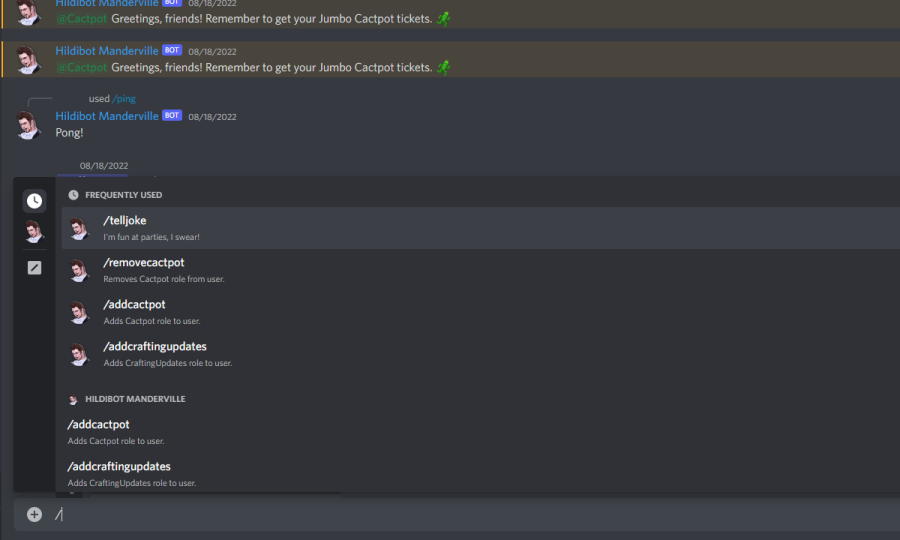 Hildibot Manderville BOT 08/18/2022
@Cactpot Greetings, friends! Remember to get your Jumbo Cactpot tickets.
Hildibot Manderville BOT 08/18/2022
@Cactpot Greetings, friends! Remember to get your Jumbo Cactpot tickets.
used /ping
Hildibot Manderville BOT 08/18/2022
Pong!
08/18/2022
FREQUENTLY USED
/telljoke
I'm fun at parties, I swear!
/removecactpot
Removes Cactpot role from user.
/addcactpot
Adds Cactpot role to user.
/addcraftingupdates
Adds CraftingUpdates role to user.
HILDIBOT MANDERVILLE
/addcactpot
Adds Cactpot role to user.
/addcraftingupdates
Adds CraftingUpdates role to user.
/